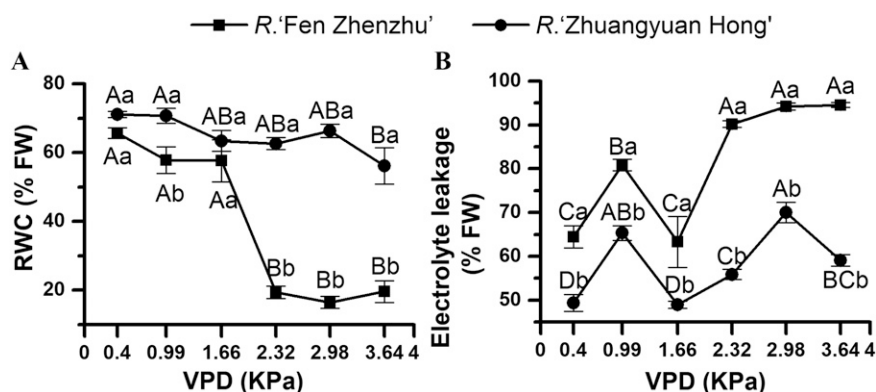 R.‘Fen Zhenzhu’ R.‘Zhuangyuan Hong'
A B
80
60
40
20
RWC (% FW)
Aa Aa ABa ABa ABa Ba
Aa Ab Aa Bb Bb Bb
0 0.4 0.99 1.66 2.32 2.98 3.64 4
VPD (KPa)
100
90
80
70
60
50
Electrolyte leakage
(% FW)
Ca Ba Ca Aa Aa Aa
Db ABb Db Cb Ab BCb
0 0.4 0.99 1.66 2.32 2.98 3.64 4
VPD (KPa)